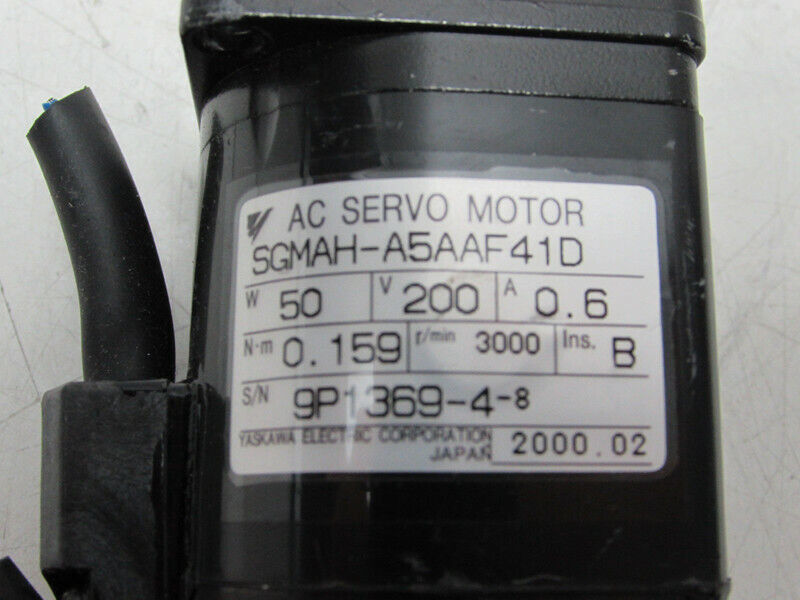 AC SERVO MOTOR
SGMAH-A5AAF41D
W 50 V 200 A 0.6
N·m 0.159 r/min 3000 Ins. B
S/N 9P1369-4-8
YASKAWA ELECTRIC CORPORATION
JAPAN 2000.02